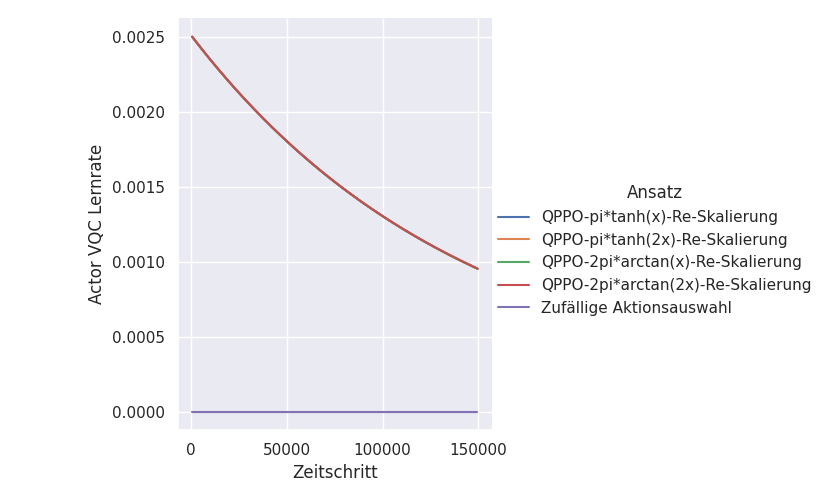 0.0025
0.0020
0.0015
0.0010
0.0005
0.0000
Actor VQC Lernrate
0
50000
100000
150000
Zeitschritt
Ansatz
QPPO-pi*tanh(x)-Re-Skalierung
QPPO-pi*tanh(2x)-Re-Skalierung
QPPO-2pi*arctan(x)-Re-Skalierung
QPPO-2pi*arctan(2x)-Re-Skalierung
Zufällige Aktionsauswahl